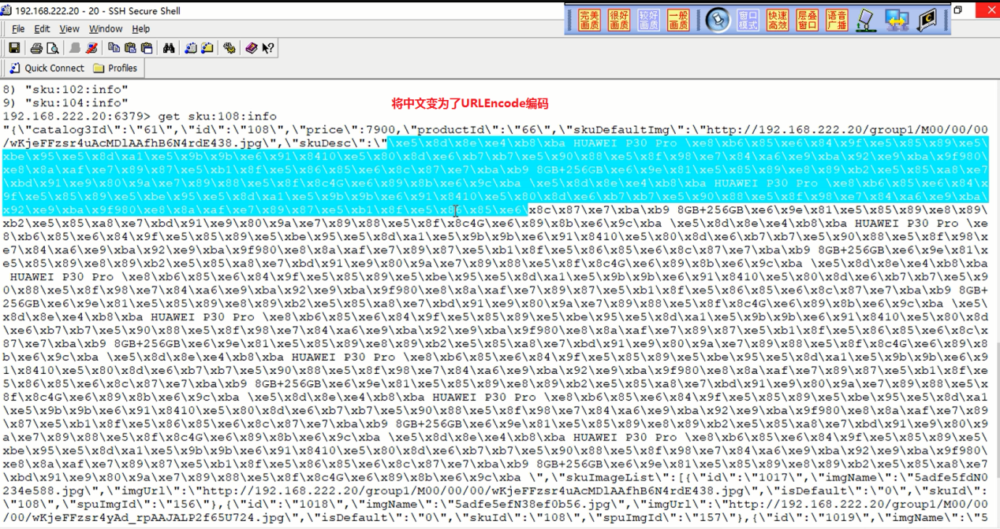 192.168.222.20 - 20 - SSH Secure Shell
完美画质
很好画质
较好画质
一般画质
窗口模式
快速高效
层叠窗口
语音广播
File Edit View Window Help
Quick Connect Profiles
8) "sku:102:info"
9) "sku:104:info"
将中文变为了URLEncode编码
192.168.222.20:6379> get sku:108:info
"{\"catalog3Id\":\"61\",\"id\":\"108\",\"price\":7900,\"productId\":\"66\",\"skuDefaultImg\":\"http://192.168.222.20/group1/M00/00/00
/wKjeFFzsr4uAcMDlAAfhB6N4rdE438.jpg\",\"skuDesc\":\"\xe5\x8d\x8e\xe4\xb8\xba HUAWEI P30 Pro \xe8\xb6\x85\xe6\x84\x9f\xe5\x85\x89\xe5\
xbe\x95\xe5\x8d\xa1\xe5\x9b\x9b\xe6\x91\x8410\xe5\x80\x8d\xe6\xb7\xb7\xe5\x90\x88\xe5\x8f\x98\xe7\x84\xa6\xe9\xba\x92\xe9\xba\x9f980\
xe8\x8a\xaf\xe7\x89\x87\xe5\xb1\x8f\xe5\x86\x85\xe6\x8c\x87\xe7\xba\xb9 8GB+256GB\xe6\x9e\x81\xe5\x85\x89\xe8\x89\xb2\xe5\x85\xa8\xe7
\xbd\x91\xe9\x80\x9a\xe7\x89\x88\xe5\x8f\x8c4G\xe6\x89\x8b\xe6\x9c\xba \xe5\x8d\x8e\xe4\xb8\xba HUAWEI P30 Pro \xe8\xb6\x85\xe6\x84\x
9f\xe5\x85\x89\xe5\xbe\x95\xe5\x8d\xa1\xe5\x9b\x9b\xe6\x91\x8410\xe5\x80\x8d\xe6\xb7\xb7\xe5\x90\x88\xe5\x8f\x98\xe7\x84\xa6\xe9\xba\
x92\xe9\xba\x9f980\xe8\x8a\xaf\xe7\x89\x87\xe5\xb1\x8f\xe5\x86\x85\xe6\x8c\x87\xe7\xba\xb9 8GB+256GB\xe6\x9e\x81\xe5\x85\x89\xe8\x89\
xb2\xe5\x85\xa8\xe7\xbd\x91\xe9\x80\x9a\xe7\x89\x88\xe5\x8f\x8c4G\xe6\x89\x8b\xe6\x9c\xba \xe5\x8d\x8e\xe4\xb8\xba HUAWEI P30 Pro \xe
8\xb6\x85\xe6\x84\x9f\xe5\x85\x89\xe5\xbe\x95\xe5\x8d\xa1\xe5\x9b\x9b\xe6\x91\x8410\xe5\x80\x8d\xe6\xb7\xb7\xe5\x90\x88\xe5\x8f\x98\x
e7\x84\xa6\xe9\xba\x92\xe9\xba\x9f980\xe8\x8a\xaf\xe7\x89\x87\xe5\xb1\x8f\xe5\x86\x85\xe6\x8c\x87\xe7\xba\xb9 8GB+256GB\xe6\x9e\x81\x
e5\x85\x89\xe8\x89\xb2\xe5\x85\xa8\xe7\xbd\x91\xe9\x80\x9a\xe7\x89\x88\xe5\x8f\x8c4G\xe6\x89\x8b\xe6\x9c\xba \xe5\x8d\x8e\xe4\xb8\xba
 HUAWEI P30 Pro \xe8\xb6\x85\xe6\x84\x9f\xe5\x85\x89\xe5\xbe\x95\xe5\x8d\xa1\xe5\x9b\x9b\xe6\x91\x8410\xe5\x80\x8d\xe6\xb7\xb7\xe5\x9
0\x88\xe5\x8f\x98\xe7\x84\xa6\xe9\xba\x92\xe9\xba\x9f980\xe8\x8a\xaf\xe7\x89\x87\xe5\xb1\x8f\xe5\x86\x85\xe6\x8c\x87\xe7\xba\xb9 8GB+
256GB\xe6\x9e\x81\xe5\x85\x89\xe8\x89\xb2\xe5\x85\xa8\xe7\xbd\x91\xe9\x80\x9a\xe7\x89\x88\xe5\x8f\x8c4G\xe6\x89\x8b\xe6\x9c\xba \xe5\
x8d\x8e\xe4\xb8\xba HUAWEI P30 Pro \xe8\xb6\x85\xe6\x84\x9f\xe5\x85\x89\xe5\xbe\x95\xe5\x8d\xa1\xe5\x9b\x9b\xe6\x91\x8410\xe5\x80\x8d
\xe6\xb7\xb7\xe5\x90\x88\xe5\x8f\x98\xe7\x84\xa6\xe9\xba\x92\xe9\xba\x9f980\xe8\x8a\xaf\xe7\x89\x87\xe5\xb1\x8f\xe5\x86\x85\xe6\x8c\x
87\xe7\xba\xb9 8GB+256GB\xe6\x9e\x81\xe5\x85\x89\xe8\x89\xb2\xe5\x85\xa8\xe7\xbd\x91\xe9\x80\x9a\xe7\x89\x88\xe5\x8f\x8c4G\xe6\x89\x8
b\xe6\x9c\xba \xe5\x8d\x8e\xe4\xb8\xba HUAWEI P30 Pro \xe8\xb6\x85\xe6\x84\x9f\xe5\x85\x89\xe5\xbe\x95\xe5\x8d\xa1\xe5\x9b\x9b\xe6\x9
1\x8410\xe5\x80\x8d\xe6\xb7\xb7\xe5\x90\x88\xe5\x8f\x98\xe7\x84\xa6\xe9\xba\x92\xe9\xba\x9f980\xe8\x8a\xaf\xe7\x89\x87\xe5\xb1\x8f\xe
5\x86\x85\xe6\x8c\x87\xe7\xba\xb9 8GB+256GB\xe6\x9e\x81\xe5\x85\x89\xe8\x89\xb2\xe5\x85\xa8\xe7\xbd\x91\xe9\x80\x9a\xe7\x89\x88\xe5\x
8f\x8c4G\xe6\x89\x8b\xe6\x9c\xba \xe5\x8d\x8e\xe4\xb8\xba HUAWEI P30 Pro \xe8\xb6\x85\xe6\x84\x9f\xe5\x85\x89\xe5\xbe\x95\xe5\x8d\xa1
\xe5\x9b\x9b\xe6\x91\x8410\xe5\x80\x8d\xe6\xb7\xb7\xe5\x90\x88\xe5\x8f\x98\xe7\x84\xa6\xe9\xba\x92\xe9\xba\x9f980\xe8\x8a\xaf\xe7\x89
\x87\xe5\xb1\x8f\xe5\x86\x85\xe6\x8c\x87\xe7\xba\xb9 8GB+256GB\xe6\x9e\x81\xe5\x85\x89\xe8\x89\xb2\xe5\x85\xa8\xe7\xbd\x91\xe9\x80\x9
a\xe7\x89\x88\xe5\x8f\x8c4G\xe6\x89\x8b\xe6\x9c\xba \xe5\x8d\x8e\xe4\xb8\xba HUAWEI P30 Pro \xe8\xb6\x85\xe6\x84\x9f\xe5\x85\x89\xe5\
xbe\x95\xe5\x8d\xa1\xe5\x9b\x9b\xe6\x91\x8410\xe5\x80\x8d\xe6\xb7\xb7\xe5\x90\x88\xe5\x8f\x98\xe7\x84\xa6\xe9\xba\x92\xe9\xba\x9f980\
xe8\x8a\xaf\xe7\x89\x87\xe5\xb1\x8f\xe5\x86\x85\xe6\x8c\x87\xe7\xba\xb9 8GB+256GB\xe6\x9e\x81\xe5\x85\x89\xe8\x89\xb2\xe5\x85\xa8\xe7
\xbd\x91\xe9\x80\x9a\xe7\x89\x88\xe5\x8f\x8c4G\xe6\x89\x8b\xe6\x9c\xba \",\"skuImageList\":[{\"id\":\"1017\",\"imgName\":\"5adfe5fdN0
234e588.jpg\",\"imgUrl\":\"http://192.168.222.20/group1/M00/00/00/wKjeFFzsr4uAcMDlAAfhB6N4rdE438.jpg\",\"isDefault\":\"0\",\"skuId\":
\"108\",\"spuImgId\":\"156\"},{\"id\":\"1018\",\"imgName\":\"5adfe5efN38ef0b56.jpg\",\"imgUrl\":\"http://192.168.222.20/group1/M00/00
/00/wKjeFFzsr4yAd_rpAAJALP2f65U724.jpg\",\"isDefault\":\"0\",\"skuId\":\"108\",\"spuImgId\":\"157\"},{\"id\":\"1019\",\"imgName\":\"5